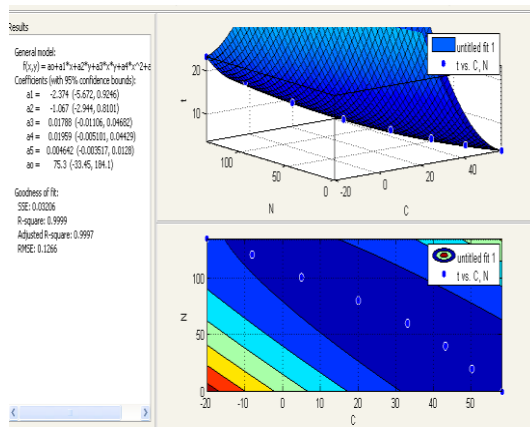 Results
General model:
f(x,y) = ao+a1*x+a2*y+a3*x*y+a4*x^2+a
Coefficients (with 95% confidence bounds):
a1 = -2.374 (-5.672, 0.9246)
a2 = -1.067 (-2.944, 0.8101)
a3 = 0.01788 (-0.01106, 0.04682)
a4 = 0.01959 (-0.005101, 0.04429)
a5 = 0.004642 (-0.003517, 0.0128)
ao = 75.3 (-33.45, 184.1)
Goodness of fit:
SSE: 0.03206
R-square: 0.9999
Adjusted R-square: 0.9997
RMSE: 0.1266
untitled fit 1
t vs. C, N
20
10
t
100
50
0
N
-20
0
20
40
C
untitled fit 1
t vs. C, N
100
50
0
N
-20
-10
0
10
20
30
40
50
C